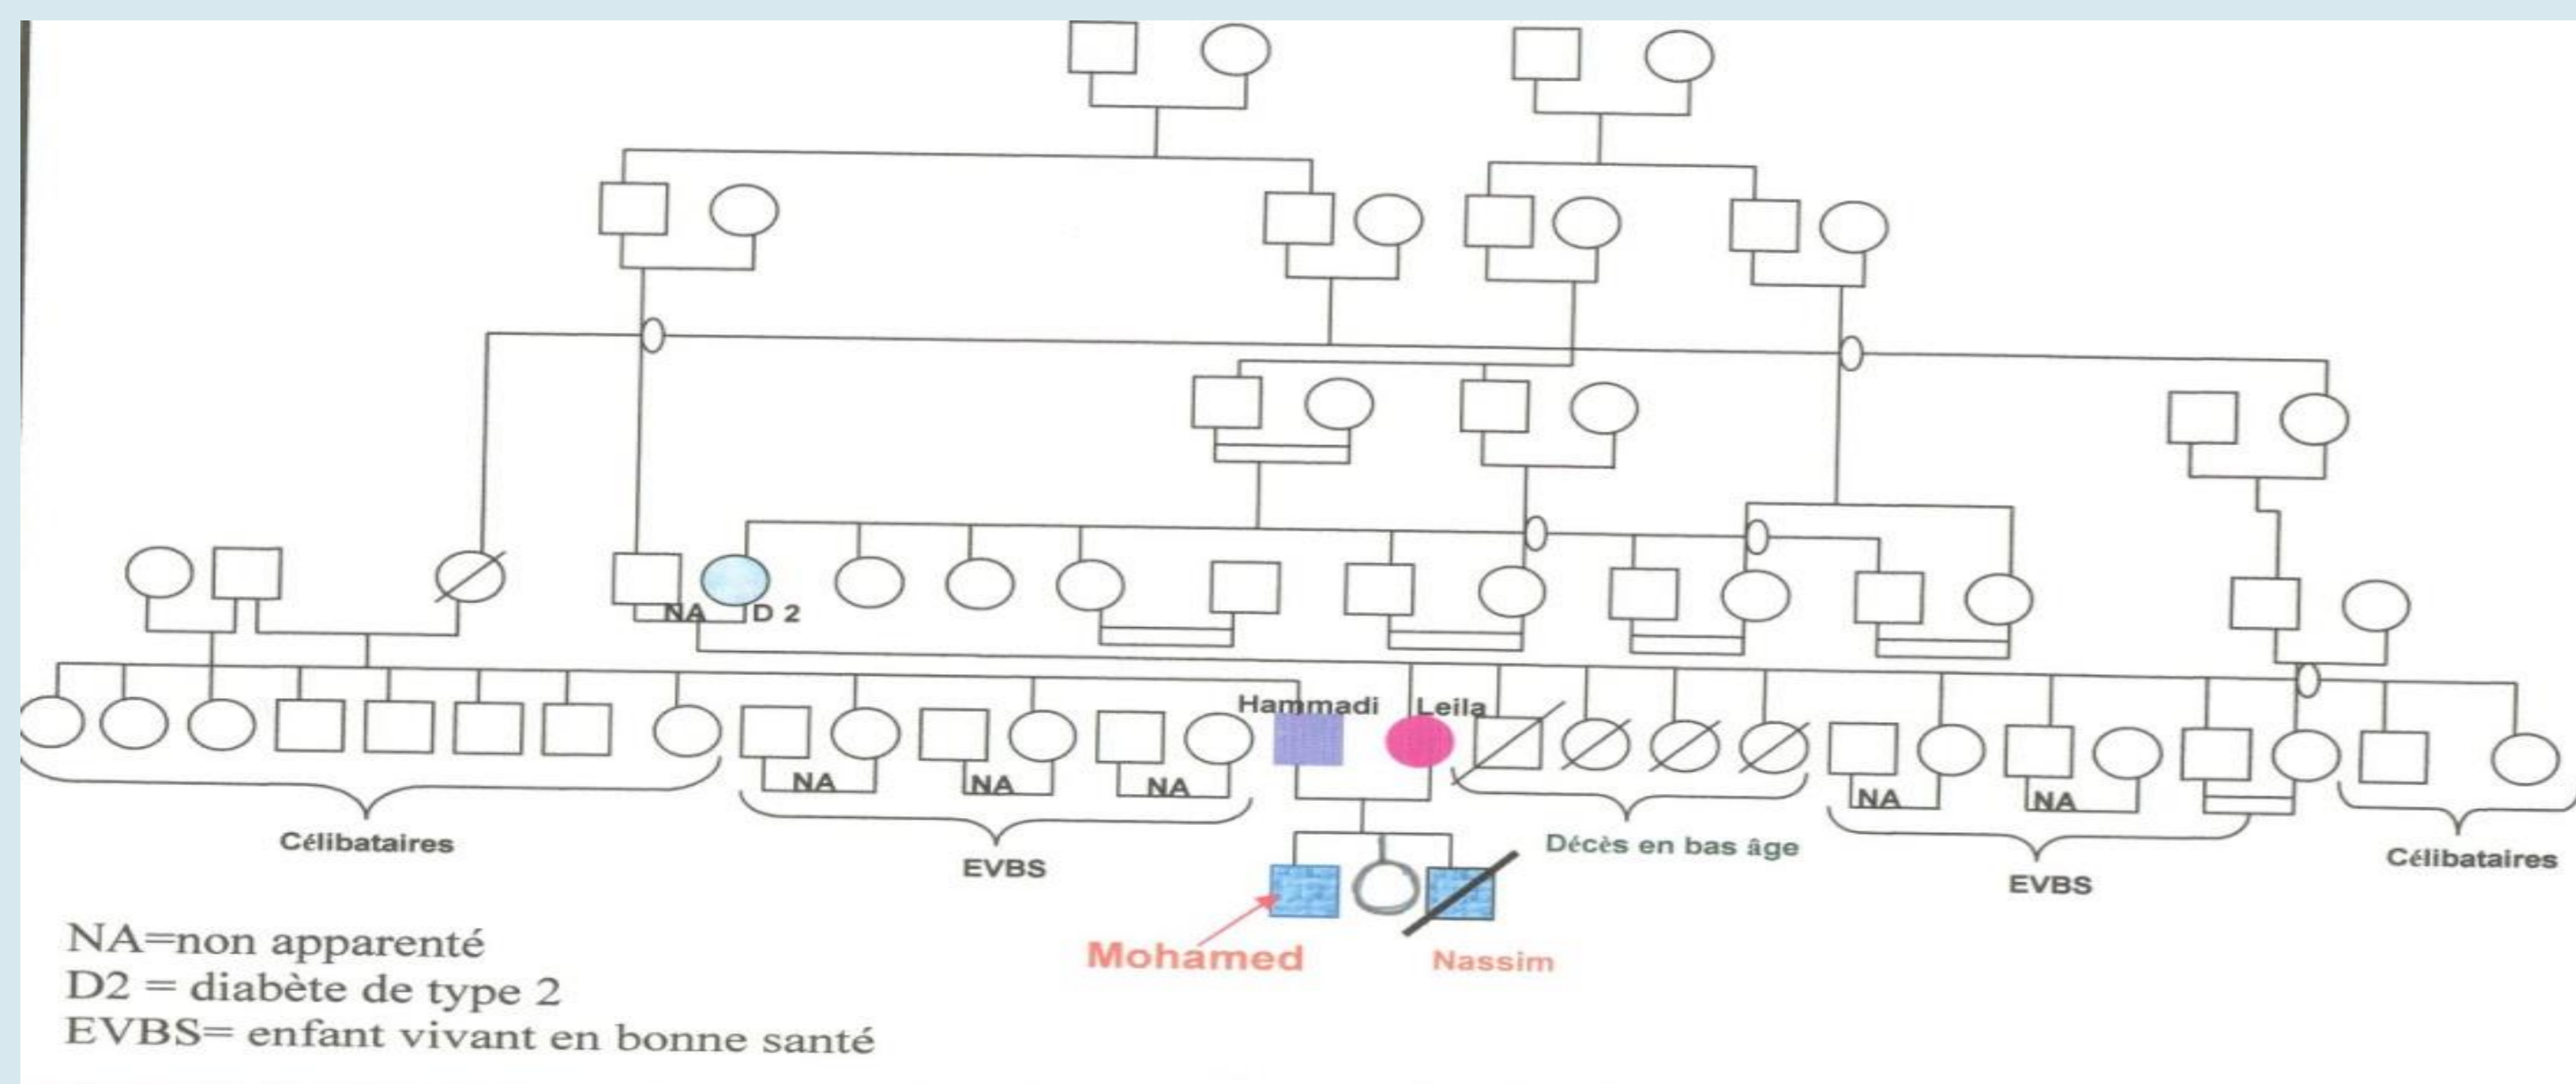 NA D 2
Hammadi Leila
NA NA NA NA NA
Célibataires EVBS Décès en bas âge EVBS Célibataires
Mohamed Nassim
NA=non apparenté
D2 = diabète de type 2
EVBS= enfant vivant en bonne santé